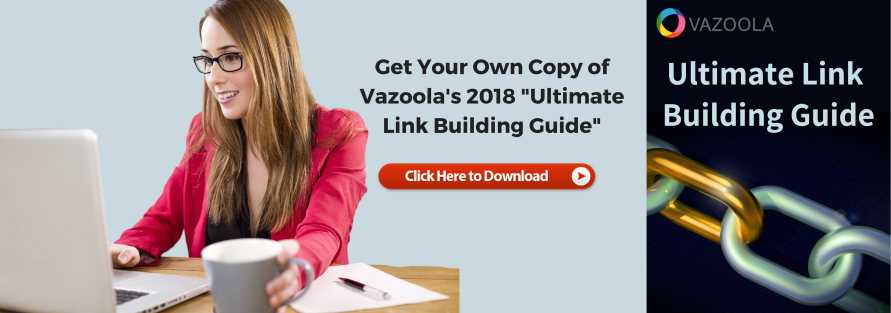 Get Your Own Copy of
Vazoola's 2018 "Ultimate
Link Building Guide"
Click Here to Download
VAZOOLA
Ultimate Link
Building Guide